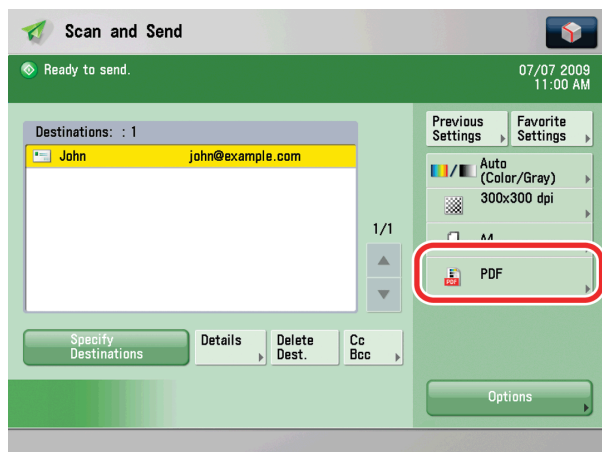 Scan and Send
Ready to send.
07/07 2009
11:00 AM
Destinations: : 1
John john@example.com
1/1
Specify
Destinations
Details
Delete
Dest.
Cc
Bcc
Previous
Settings
Favorite
Settings
Auto
(Color/Gray)
300x300 dpi
A4
PDF
PDF
Options